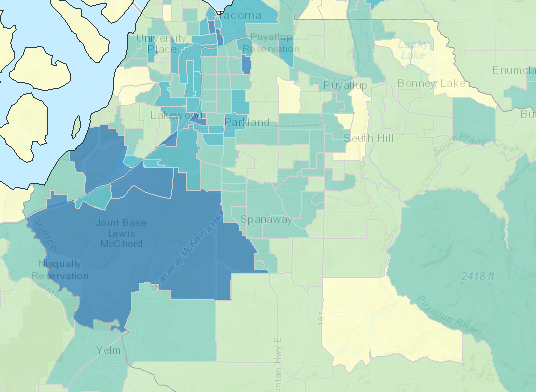 Tacoma
University
Place
Puyallup
Reservation
Puyallup
Bonney Lake
Enumcla
Lakewood
Parkland
South Hill
Spanaway
Joint Base
Lewis
McChord
Nisqually
Reservation
2418 ft
Yelm
161